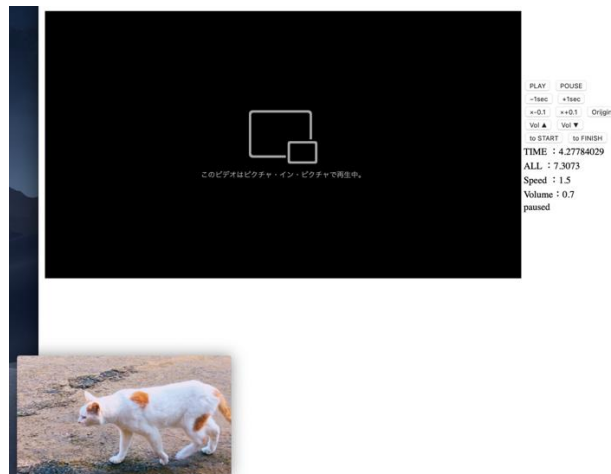 このビデオはピクチャ・イン・ピクチャで再生中。
PLAY POUSE
-1sec +1sec
×-0.1 ×+0.1 Orijgin
Vol ▲ Vol ▼
to START to FINISH
TIME ：4.27784029
ALL ：7.3073
Speed ：1.5
Volume：0.7
paused